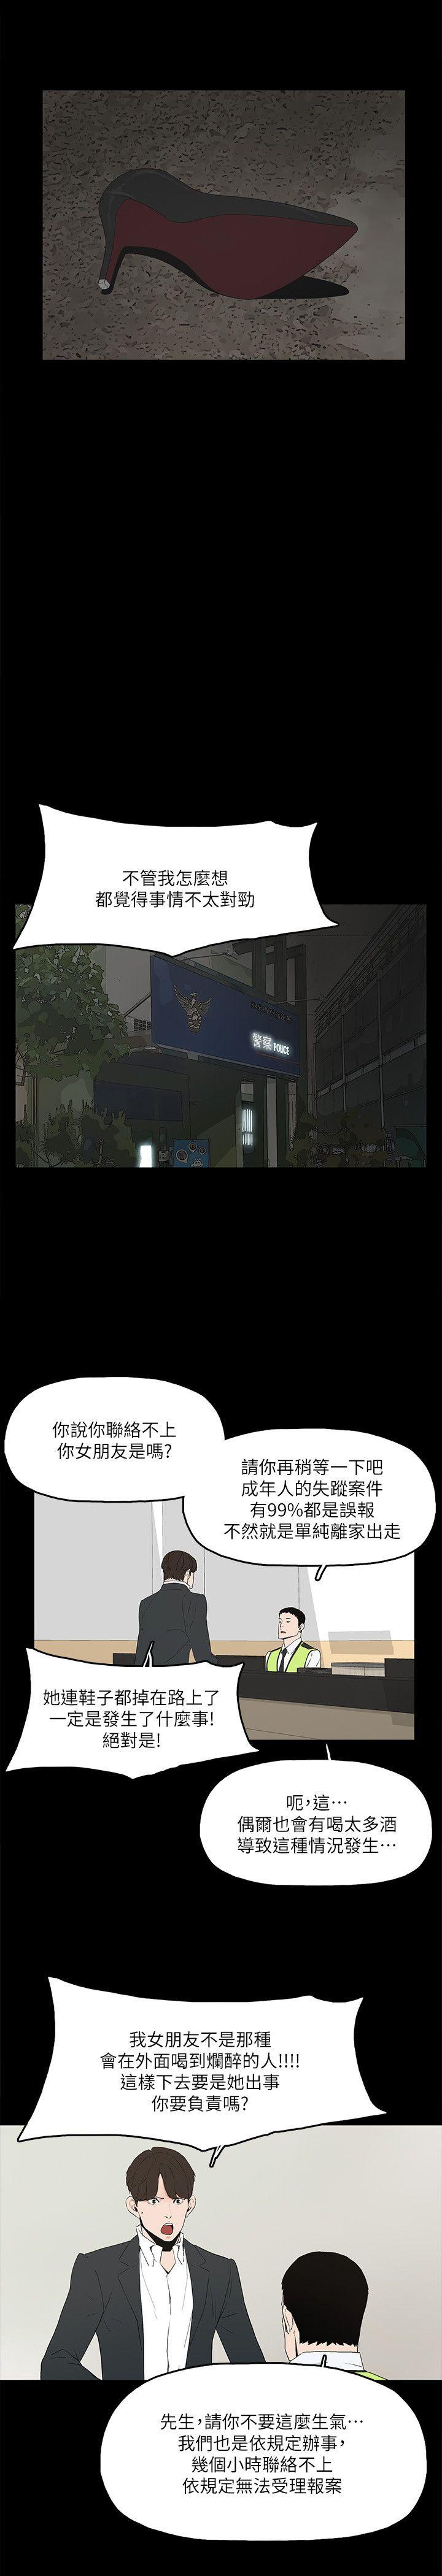 不管我怎麼想
都覺得事情不太對勁
警察 POLICE
你說你聯絡不上
你女朋友是嗎?
請你再稍等一下吧
成年人的失蹤案件
有99%都是誤報
不然就是單純離家出走
她連鞋子都掉在路上了
一定是發生了什麼事!
絕對是!
呃,這⋯
偶爾也會有喝太多酒
導致這種情況發生⋯
我女朋友不是那種
會在外面喝到爛醉的人!!!!
這樣下去要是她出事
你要負責嗎?
先生,請你不要這麼生氣⋯
我們也是依規定辦事,
幾個小時聯絡不上
依規定無法受理報案